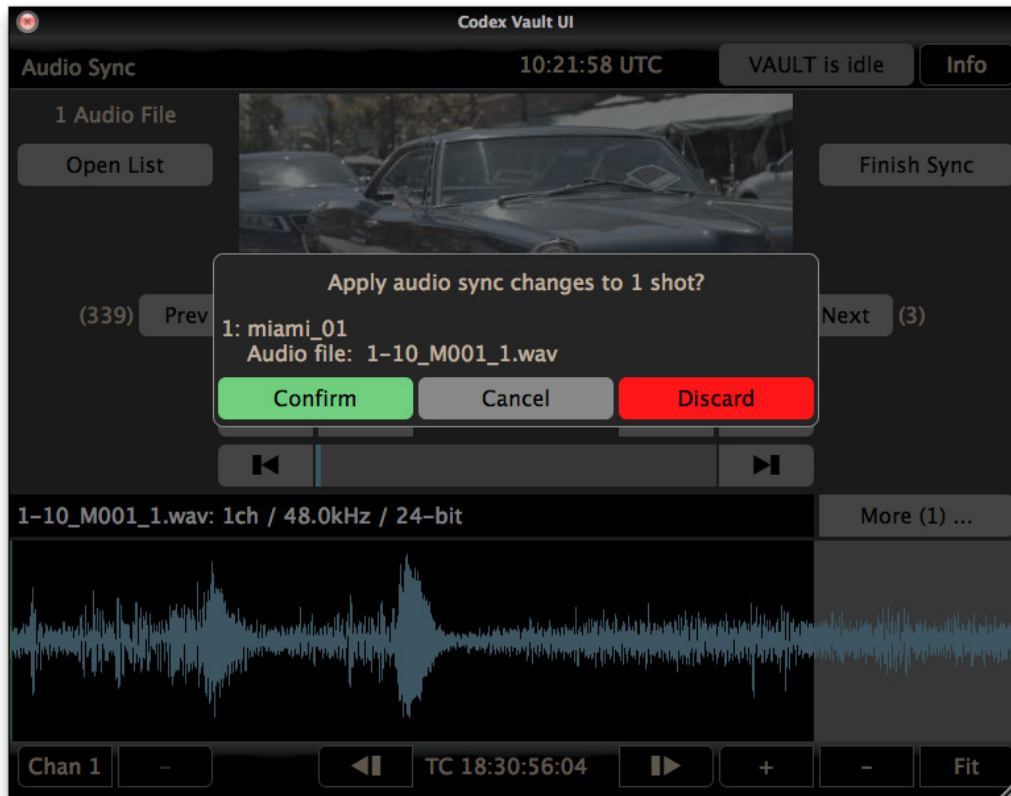 Codex Vault UI
Audio Sync 10:21:58 UTC VAULT is idle Info
1 Audio File
Open List Finish Sync
Apply audio sync changes to 1 shot?
(339) Prev Next (3)
1: miami_01
Audio file: 1-10_M001_1.wav
Confirm Cancel Discard
1-10_M001_1.wav: 1ch / 48.0kHz / 24-bit More (1) ...
Chan 1 - TC 18:30:56:04 + - Fit